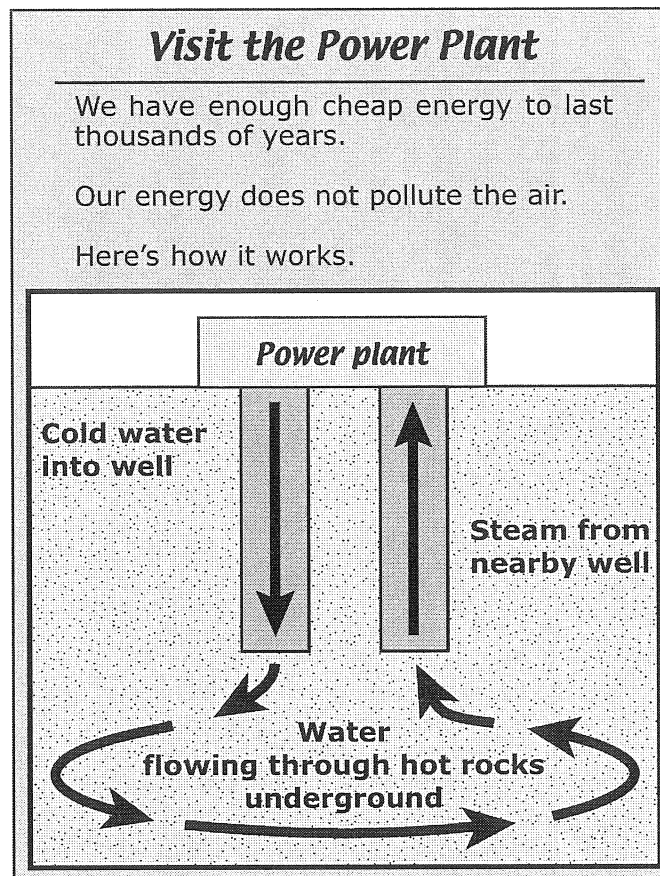 Visit the Power Plant
We have enough cheap energy to last
thousands of years.
Our energy does not pollute the air.
Here's how it works.
Power plant
Cold water
into well
Steam from
nearby well
Water
flowing through hot rocks
underground